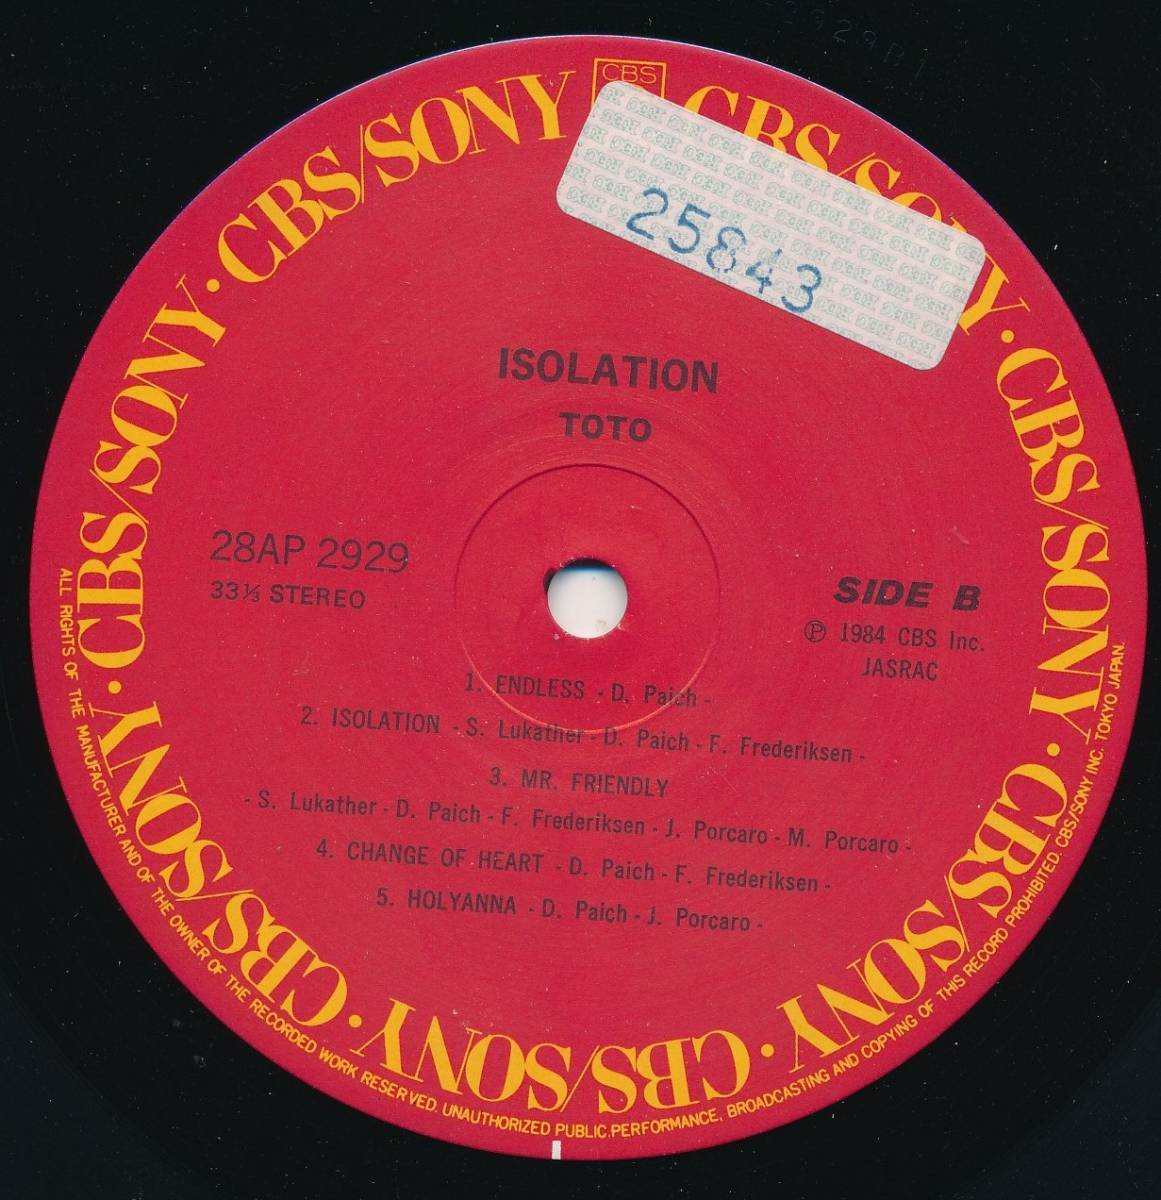 CBS
CBS/SONY · CBS/SONY · CBS/SONY · CBS/SONY · CBS/SONY · CBS/SONY · CBS/SONY · CBS/SONY
25843
ISOLATION
TOTO
28AP 2929
33⅓ STEREO
SIDE B
Ⓟ 1984 CBS Inc.
JASRAC
1. ENDLESS - D. Paich -
2. ISOLATION - S. Lukather - D. Paich - F. Frederiksen -
3. MR. FRIENDLY
- S. Lukather - D. Paich - F. Frederiksen - J. Porcaro - M. Porcaro -
4. CHANGE OF HEART - D. Paich - F. Frederiksen -
5. HOLYANNA - D. Paich - J. Porcaro -
ALL RIGHTS OF THE MANUFACTURER AND OF THE OWNER OF THE RECORDED WORK RESERVED. UNAUTHORIZED PUBLIC PERFORMANCE, BROADCASTING AND COPYING OF THIS RECORD PROHIBITED. CBS/SONY INC. TOKYO JAPAN.